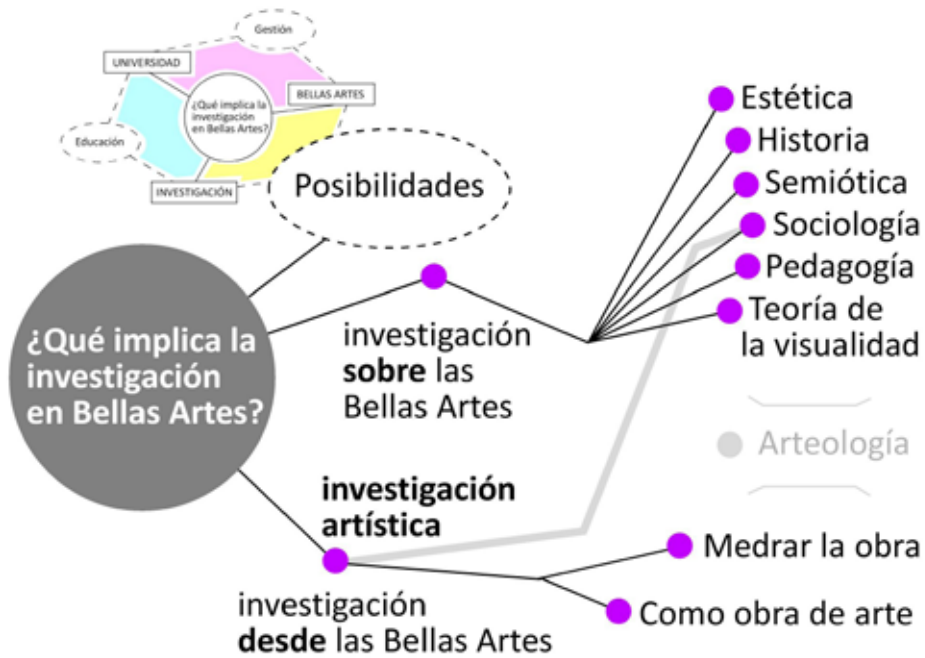 Gestión
UNIVERSIDAD
BELLAS ARTES
¿Qué implica la
investigación
en Bellas Artes?
Educación
INVESTIGACIÓN
Posibilidades
¿Qué implica la
investigación
en Bellas Artes?
investigación
sobre las
Bellas Artes
Estética
Historia
Semiótica
Sociología
Pedagogía
Teoría de
la visualidad
Arteología
investigación
artística
investigación
desde las Bellas Artes
Medrar la obra
Como obra de arte